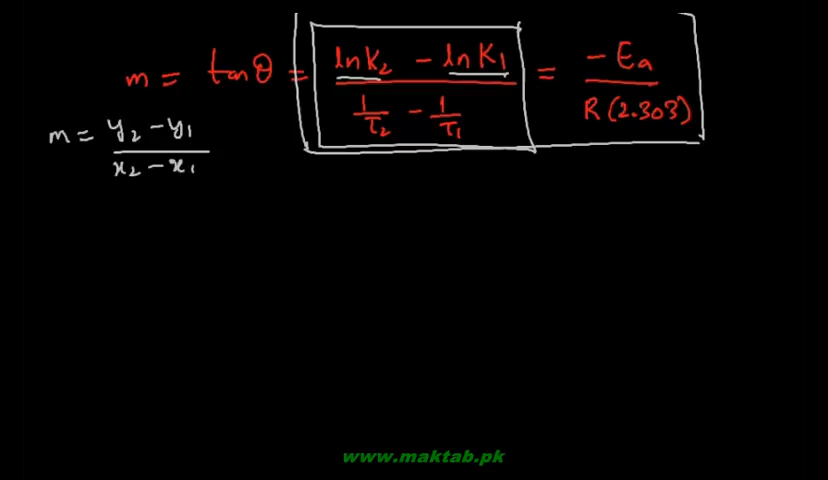 m = tanθ = (lnK₂ - lnK₁) / (1/T₂ - 1/T₁) = -Ea / R(2.303)
m = (y₂ - y₁) / (x₂ - x₁)
www.maktab.pk